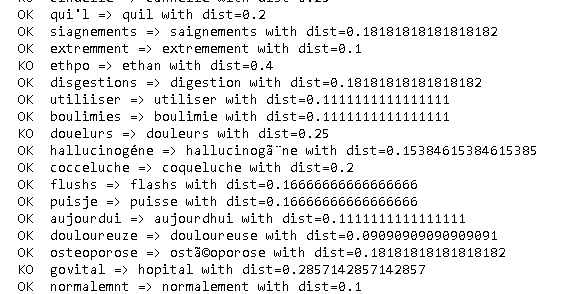 OK qui'l => quil with dist=0.2
OK siagnements => saignements with dist=0.18181818181818182
OK extremment => extremement with dist=0.1
KO ethpo => ethan with dist=0.4
OK disgestions => digestion with dist=0.18181818181818182
OK utiliiser => utiliser with dist=0.1111111111111111
OK boulimies => boulimie with dist=0.1111111111111111
KO douelurs => douleurs with dist=0.25
OK hallucinogéne => hallucinogã¨ne with dist=0.15384615384615385
OK cocceluche => coqueluche with dist=0.2
OK flushs => flashs with dist=0.16666666666666666
OK puisje => puisse with dist=0.16666666666666666
OK aujourdui => aujourdhui with dist=0.1111111111111111
OK douloureuze => douloureuse with dist=0.09090909090909091
OK osteoporose => ostã©oporose with dist=0.18181818181818182
KO govital => hopital with dist=0.2857142857142857
OK normalemnt => normalement with dist=0.1